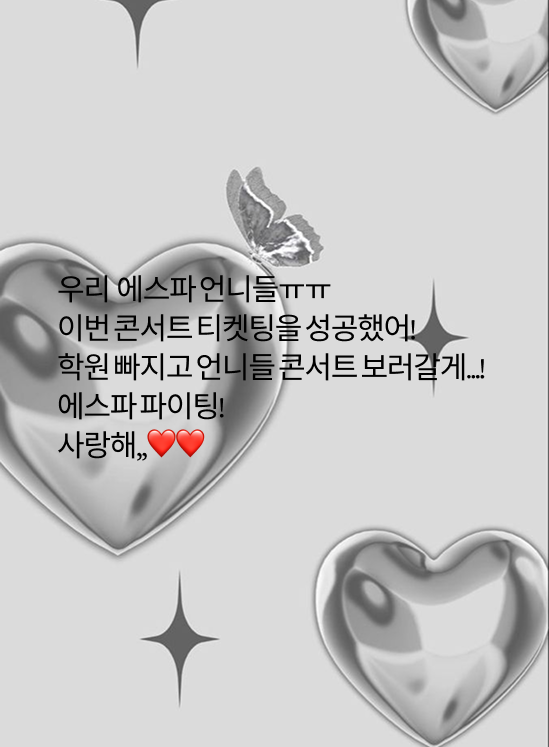 우리 에스파 언니들ㅠㅠ
이번 콘서트 티켓팅을 성공했어!
학원 빠지고 언니들 콘서트 보러갈게...!
에스파 파이팅!
사랑해,,❤️❤️